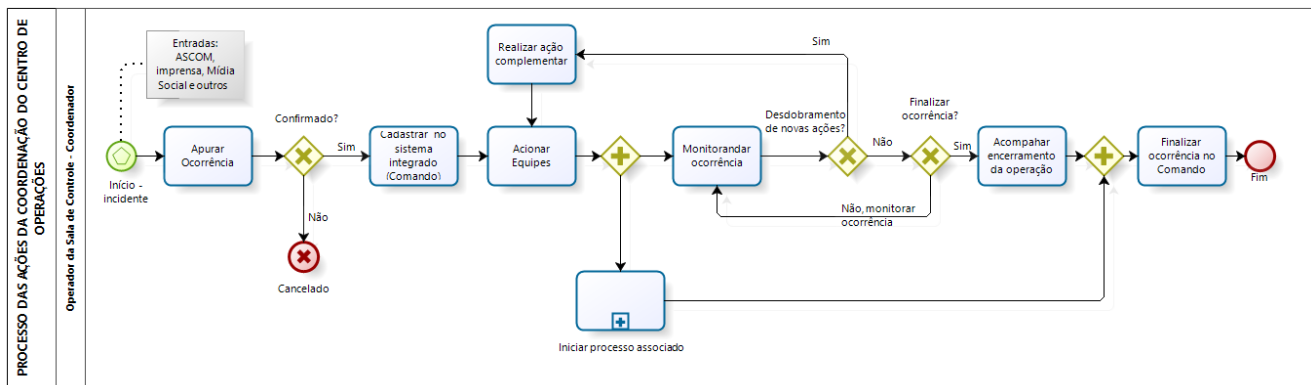 PROCESSO DAS AÇÕES DA COORDENAÇÃO DO CENTRO DE
OPERAÇÕES
Operador da Sala de Controle - Coordenador
Entradas:
ASCOM,
imprensa, Mídia
Social e outros
Início -
incidente
Apurar
Ocorrência
Confirmado?
Sim
Não
Cancelado
Cadastrar no
sistema
integrado
(Comando)
Realizar ação
complementar
Acionar
Equipes
Iniciar processo associado
Monitorandar
ocorrência
Desdobramento
de novas ações?
Sim
Não
Finalizar
ocorrência?
Sim
Não, monitorar
ocorrência
Acompahar
encerramento
da operação
Finalizar
ocorrência no
Comando
Fim